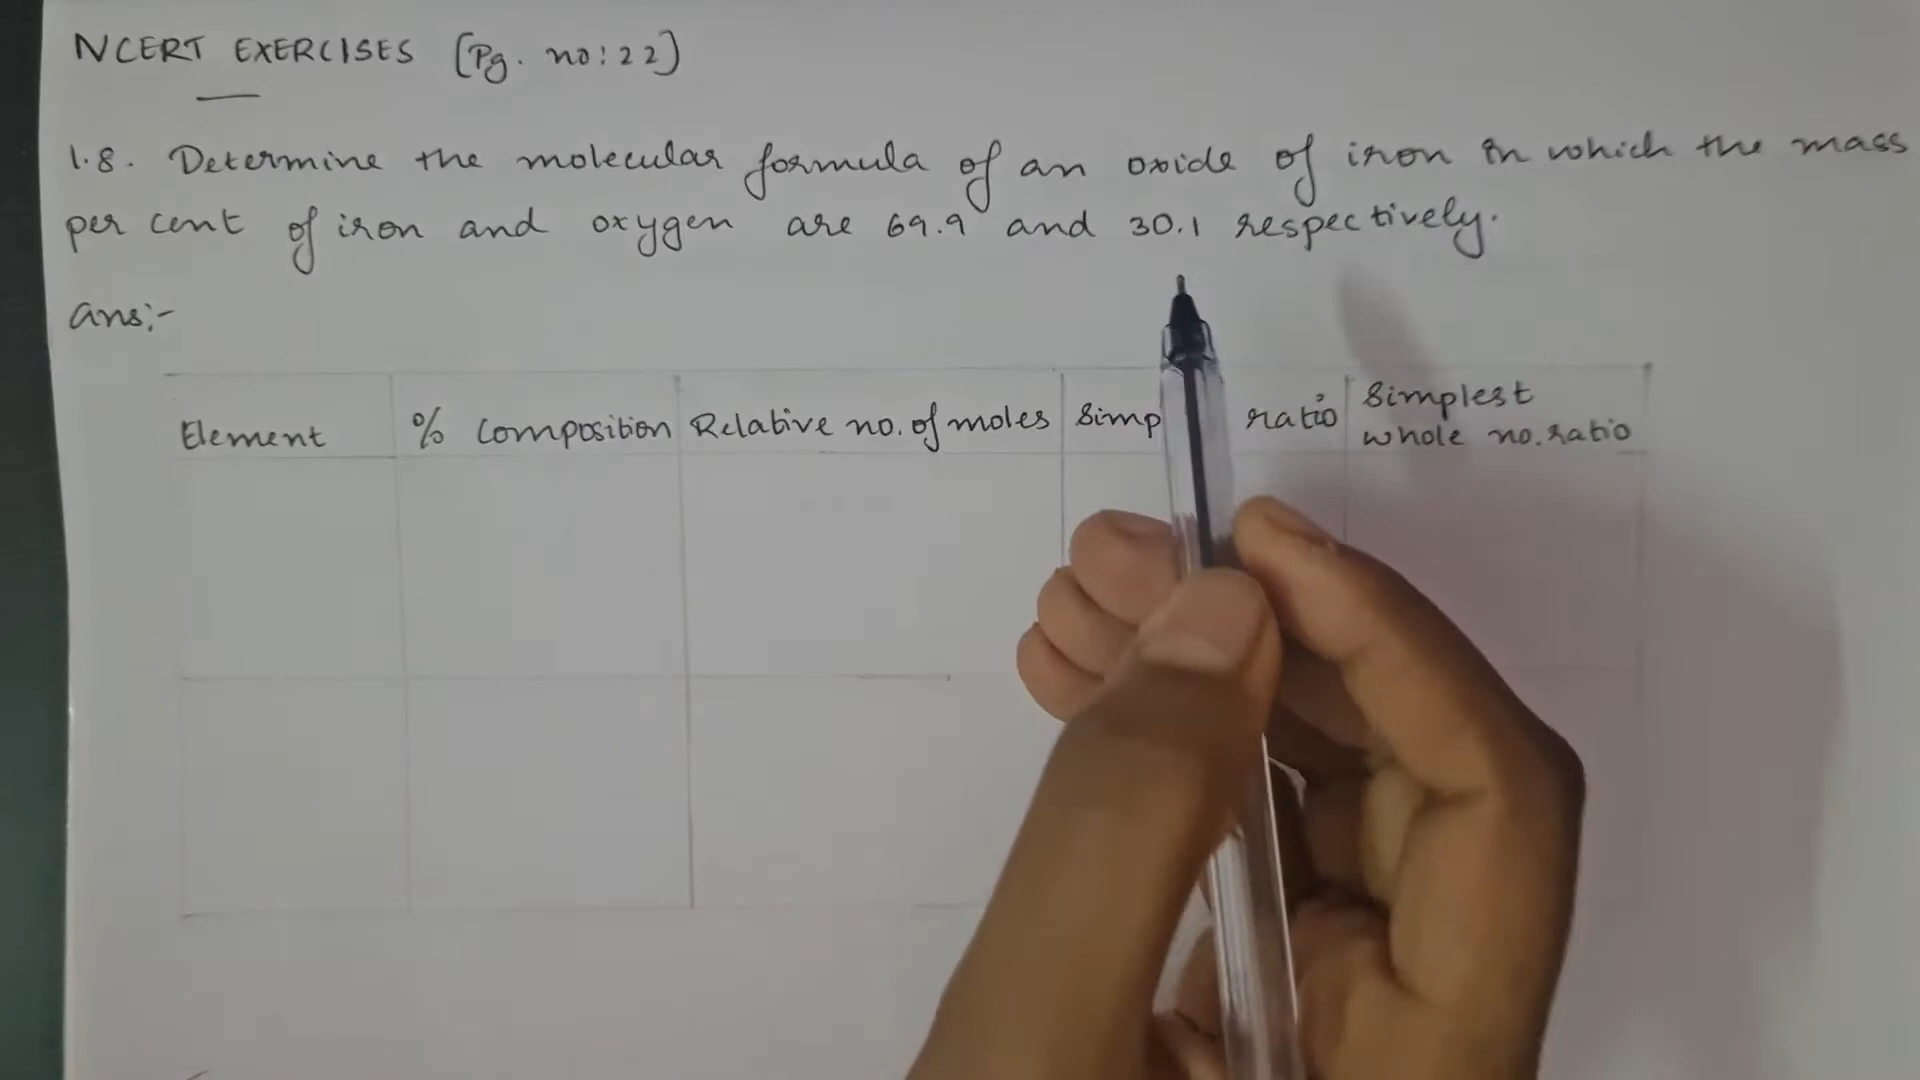 NCERT EXERCISES [Pg. no:22]
1.8. Determine the molecular formula of an oxide of iron in which the mass
per cent of iron and oxygen are 69.9 and 30.1 respectively.
Ans:-
Element % composition Relative no. of moles Simp ratio Simplest
whole no. ratio